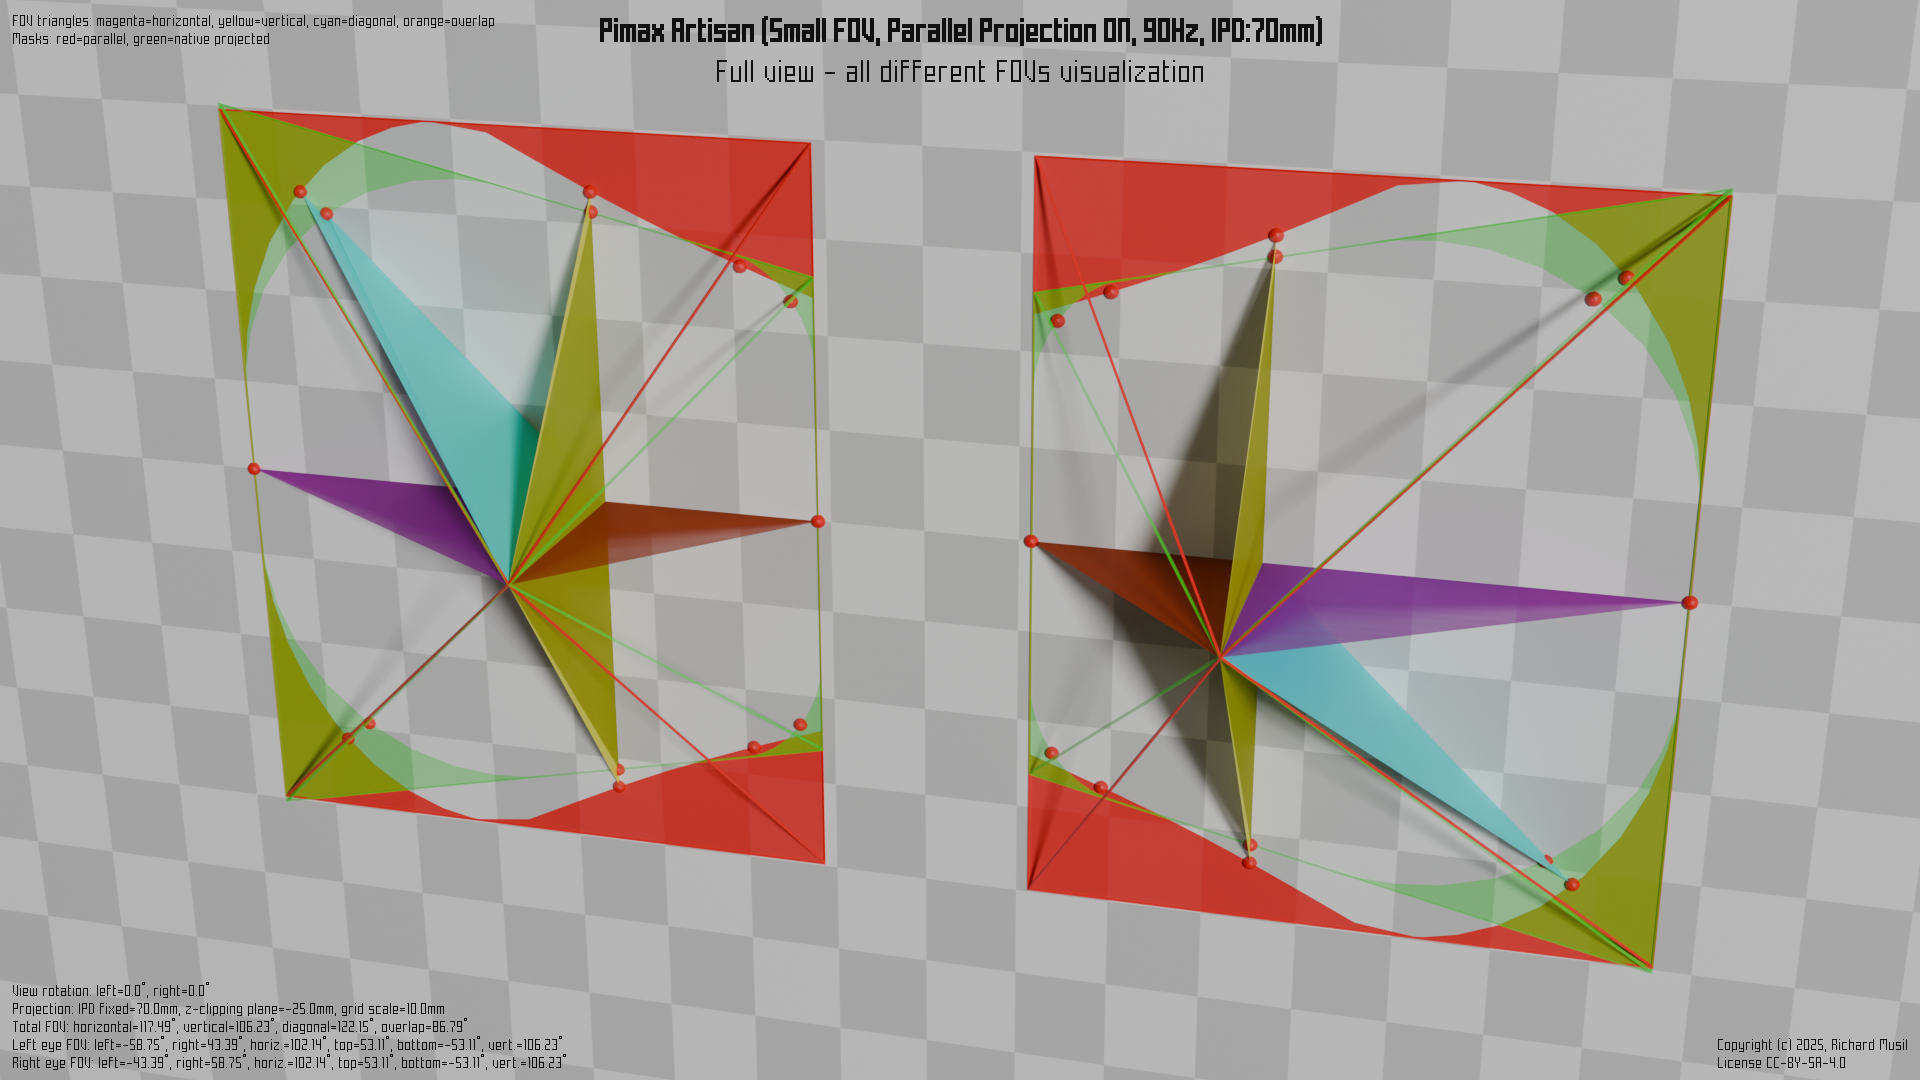 FOV triangles: magenta=horizontal, yellow=vertical, cyan=diagonal, orange=overlap
Masks: red=parallel, green=native projected
Pimax Artisan (Small FOV, Parallel Projection ON, 90Hz, IPD:70mm)
Full view - all different FOVs visualization
View rotation: left=0.0°, right=0.0°
Projection: IPD fixed=70.0mm, z-clipping plane=-25.0mm, grid scale=10.0mm
Total FOV: horizontal=117.49°, vertical=106.23°, diagonal=122.15°, overlap=86.79°
Left eye FOV: left=-58.75°, right=43.39°, horiz.=102.14°, top=53.11°, bottom=-53.11°, vert.=106.23°
Right eye FOV: left=-43.39°, right=58.75°, horiz.=102.14°, top=53.11°, bottom=-53.11°, vert.=106.23°
Copyright (c) 2025, Richard Musil
License CC-BY-SA-4.0